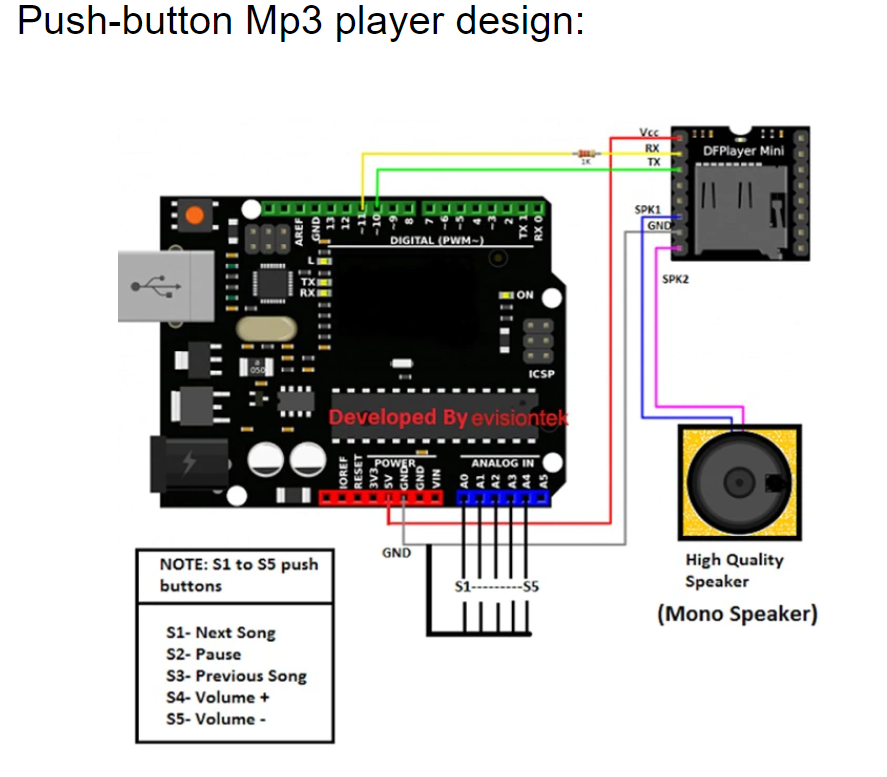 Push-button Mp3 player design:
Vcc
RX
TX
1K
DFPlayer Mini
SPK1
GND
SPK2
AREF
GND
13
12
~11
~10
~9
8
7
~6
~5
4
~3
2
TX 1
RX 0
DIGITAL (PWM~)
L
TX
RX
ON
ICSP
8
050
Developed By evisiontek
IOREF
RESET
3V3
5V
GND
GND
VIN
POWER
ANALOG IN
A0
A1
A2
A3
A4
A5
GND
S1---------S5
High Quality
Speaker
(Mono Speaker)
NOTE: S1 to S5 push
buttons
S1- Next Song
S2- Pause
S3- Previous Song
S4- Volume +
S5- Volume -